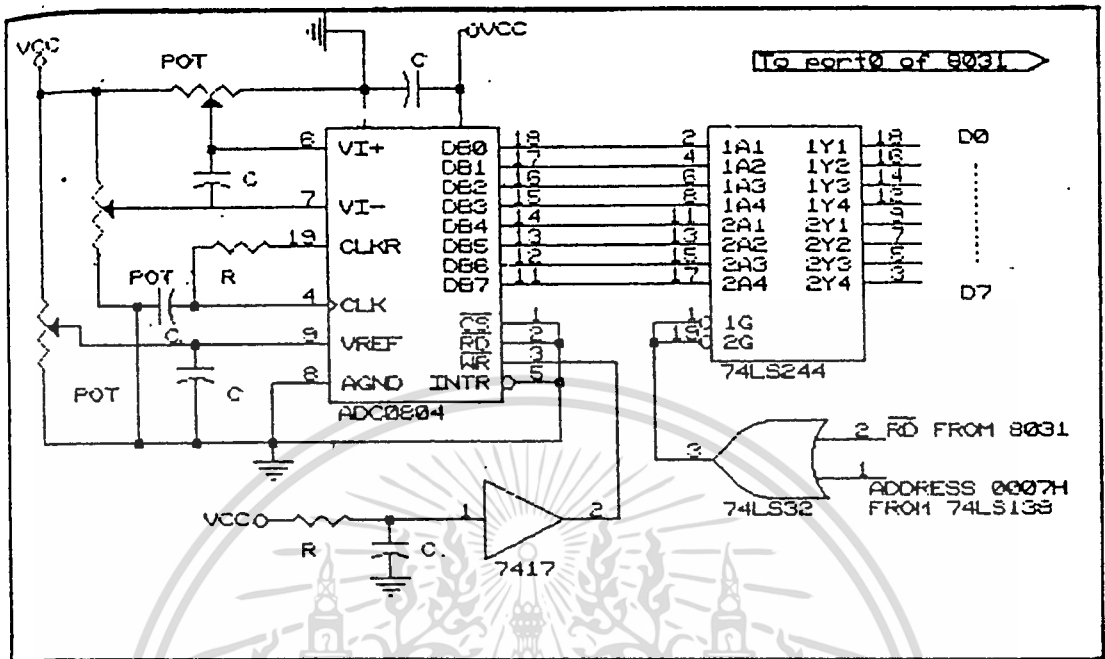 VCC
POT
C
VCC
To port0 of 8031
6
VI+
DB0
18
2
1A1
1Y1
18
D0
DB1
17
4
1A2
1Y2
16
C
DB2
16
6
1A3
1Y3
14
7
VI-
DB3
15
8
1A4
1Y4
12
DB4
14
11
2A1
2Y1
9
19
CLKR
DB5
13
13
2A2
2Y2
7
POT
R
DB6
12
15
2A3
2Y3
5
DB7
11
17
2A4
2Y4
3
D7
4
CLK
C
CS
1
1
1G
9
VREF
RD
2
19
2G
WR
3
74LS244
POT
C
8
AGND
INTR
5
ADC0804
3
2
RD FROM 8031
1
ADDRESS 0007H
FROM 74LS138
74LS32
VCC
1
2
R
C.
7417